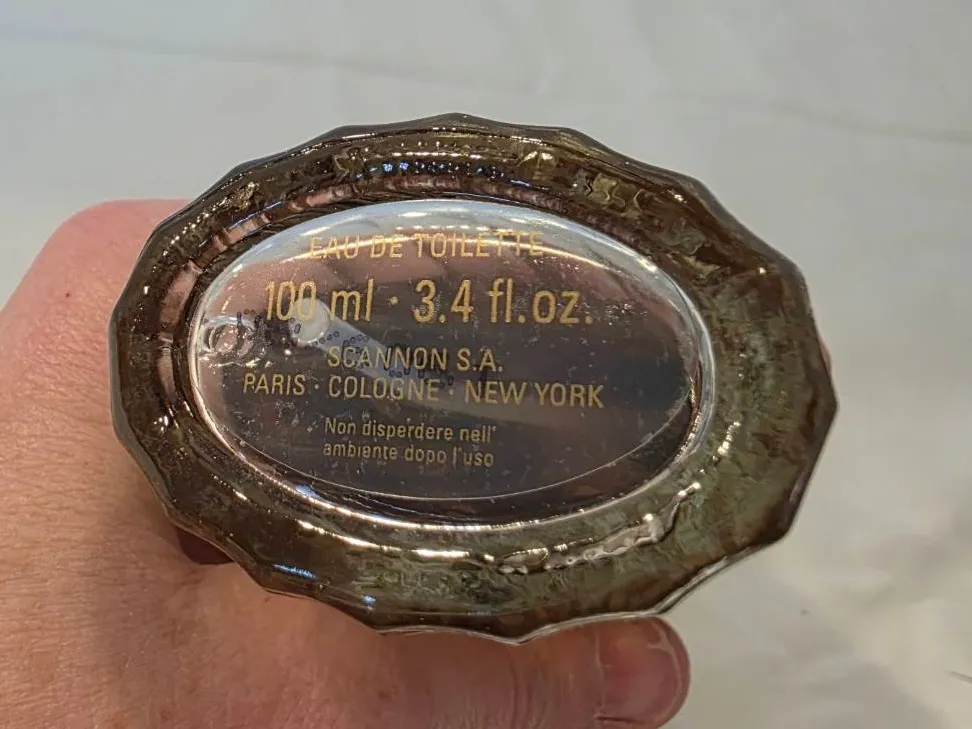 EAU DE TOILETTE
100 ml · 3.4 fl.oz.
SCANNON S.A.
PARIS · COLOGNE · NEW YORK
Non disperdere nell'
ambiente dopo l'uso